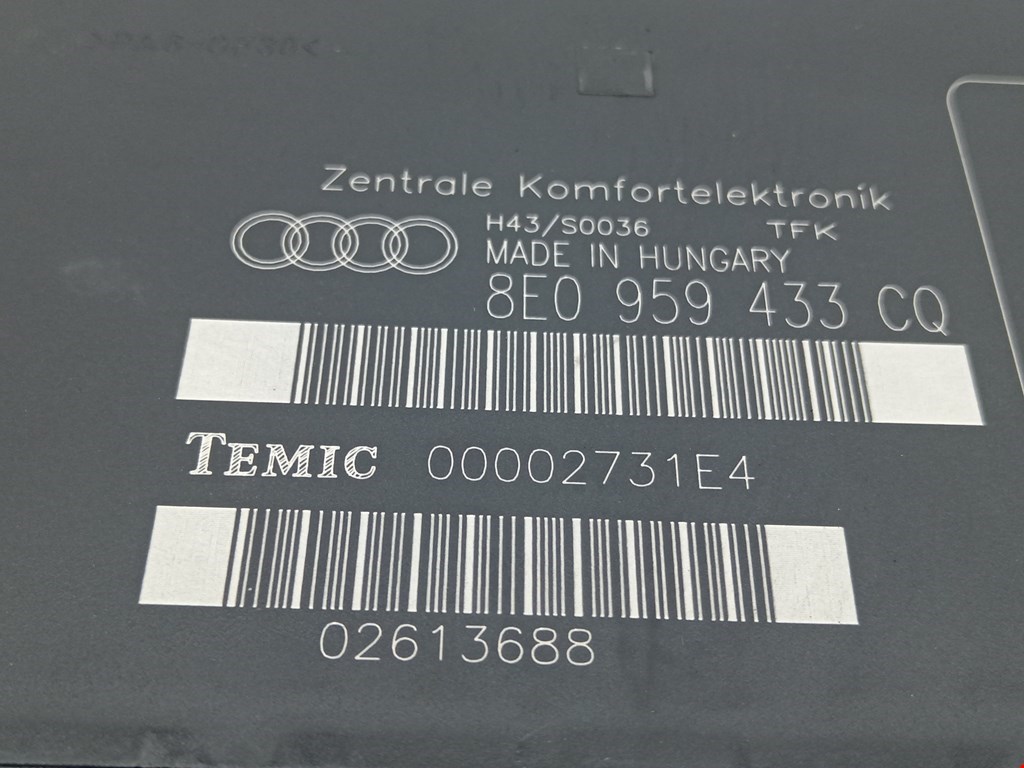 Zentrale Komfortelektronik
H43/S0036 TFK
MADE IN HUNGARY
8E0 959 433 CQ
TEMIC 00002731E4
02613688